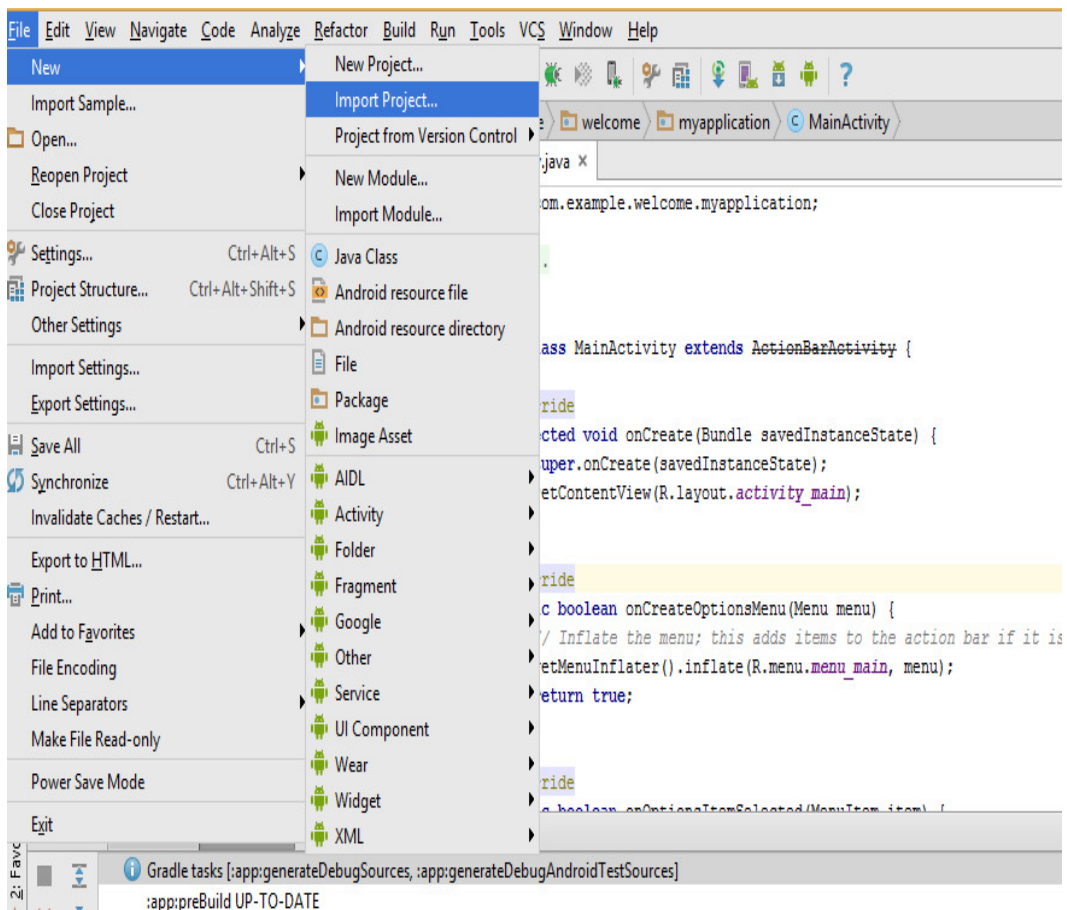 File Edit View Navigate Code Analyze Refactor Build Run Tools VCS Window Help
New
Import Sample...
Open...
Reopen Project
Close Project
Settings... Ctrl+Alt+S
Project Structure... Ctrl+Alt+Shift+S
Other Settings
Import Settings...
Export Settings...
Save All Ctrl+S
Synchronize Ctrl+Alt+Y
Invalidate Caches / Restart...
Export to HTML...
Print...
Add to Favorites
File Encoding
Line Separators
Make File Read-only
Power Save Mode
Exit
New Project...
Import Project...
Project from Version Control
New Module...
Import Module...
Java Class
Android resource file
Android resource directory
File
Package
Image Asset
AIDL
Activity
Folder
Fragment
Google
Other
Service
UI Component
Wear
Widget
XML
?
e welcome myapplication C MainActivity
.java ×
om.example.welcome.myapplication;
.
ass MainActivity extends ActionBarActivity {
ride
cted void onCreate(Bundle savedInstanceState) {
uper.onCreate(savedInstanceState);
etContentView(R.layout.activity_main);
ride
c boolean onCreateOptionsMenu(Menu menu) {
/ Inflate the menu; this adds items to the action bar if it is
etMenuInflater().inflate(R.menu.menu_main, menu);
eturn true;
ride
c boolean onOptionsItemSelected(MenuItem item) {
2: Favo
Gradle tasks [:app:generateDebugSources, :app:generateDebugAndroidTestSources]
:app:preBuild UP-TO-DATE